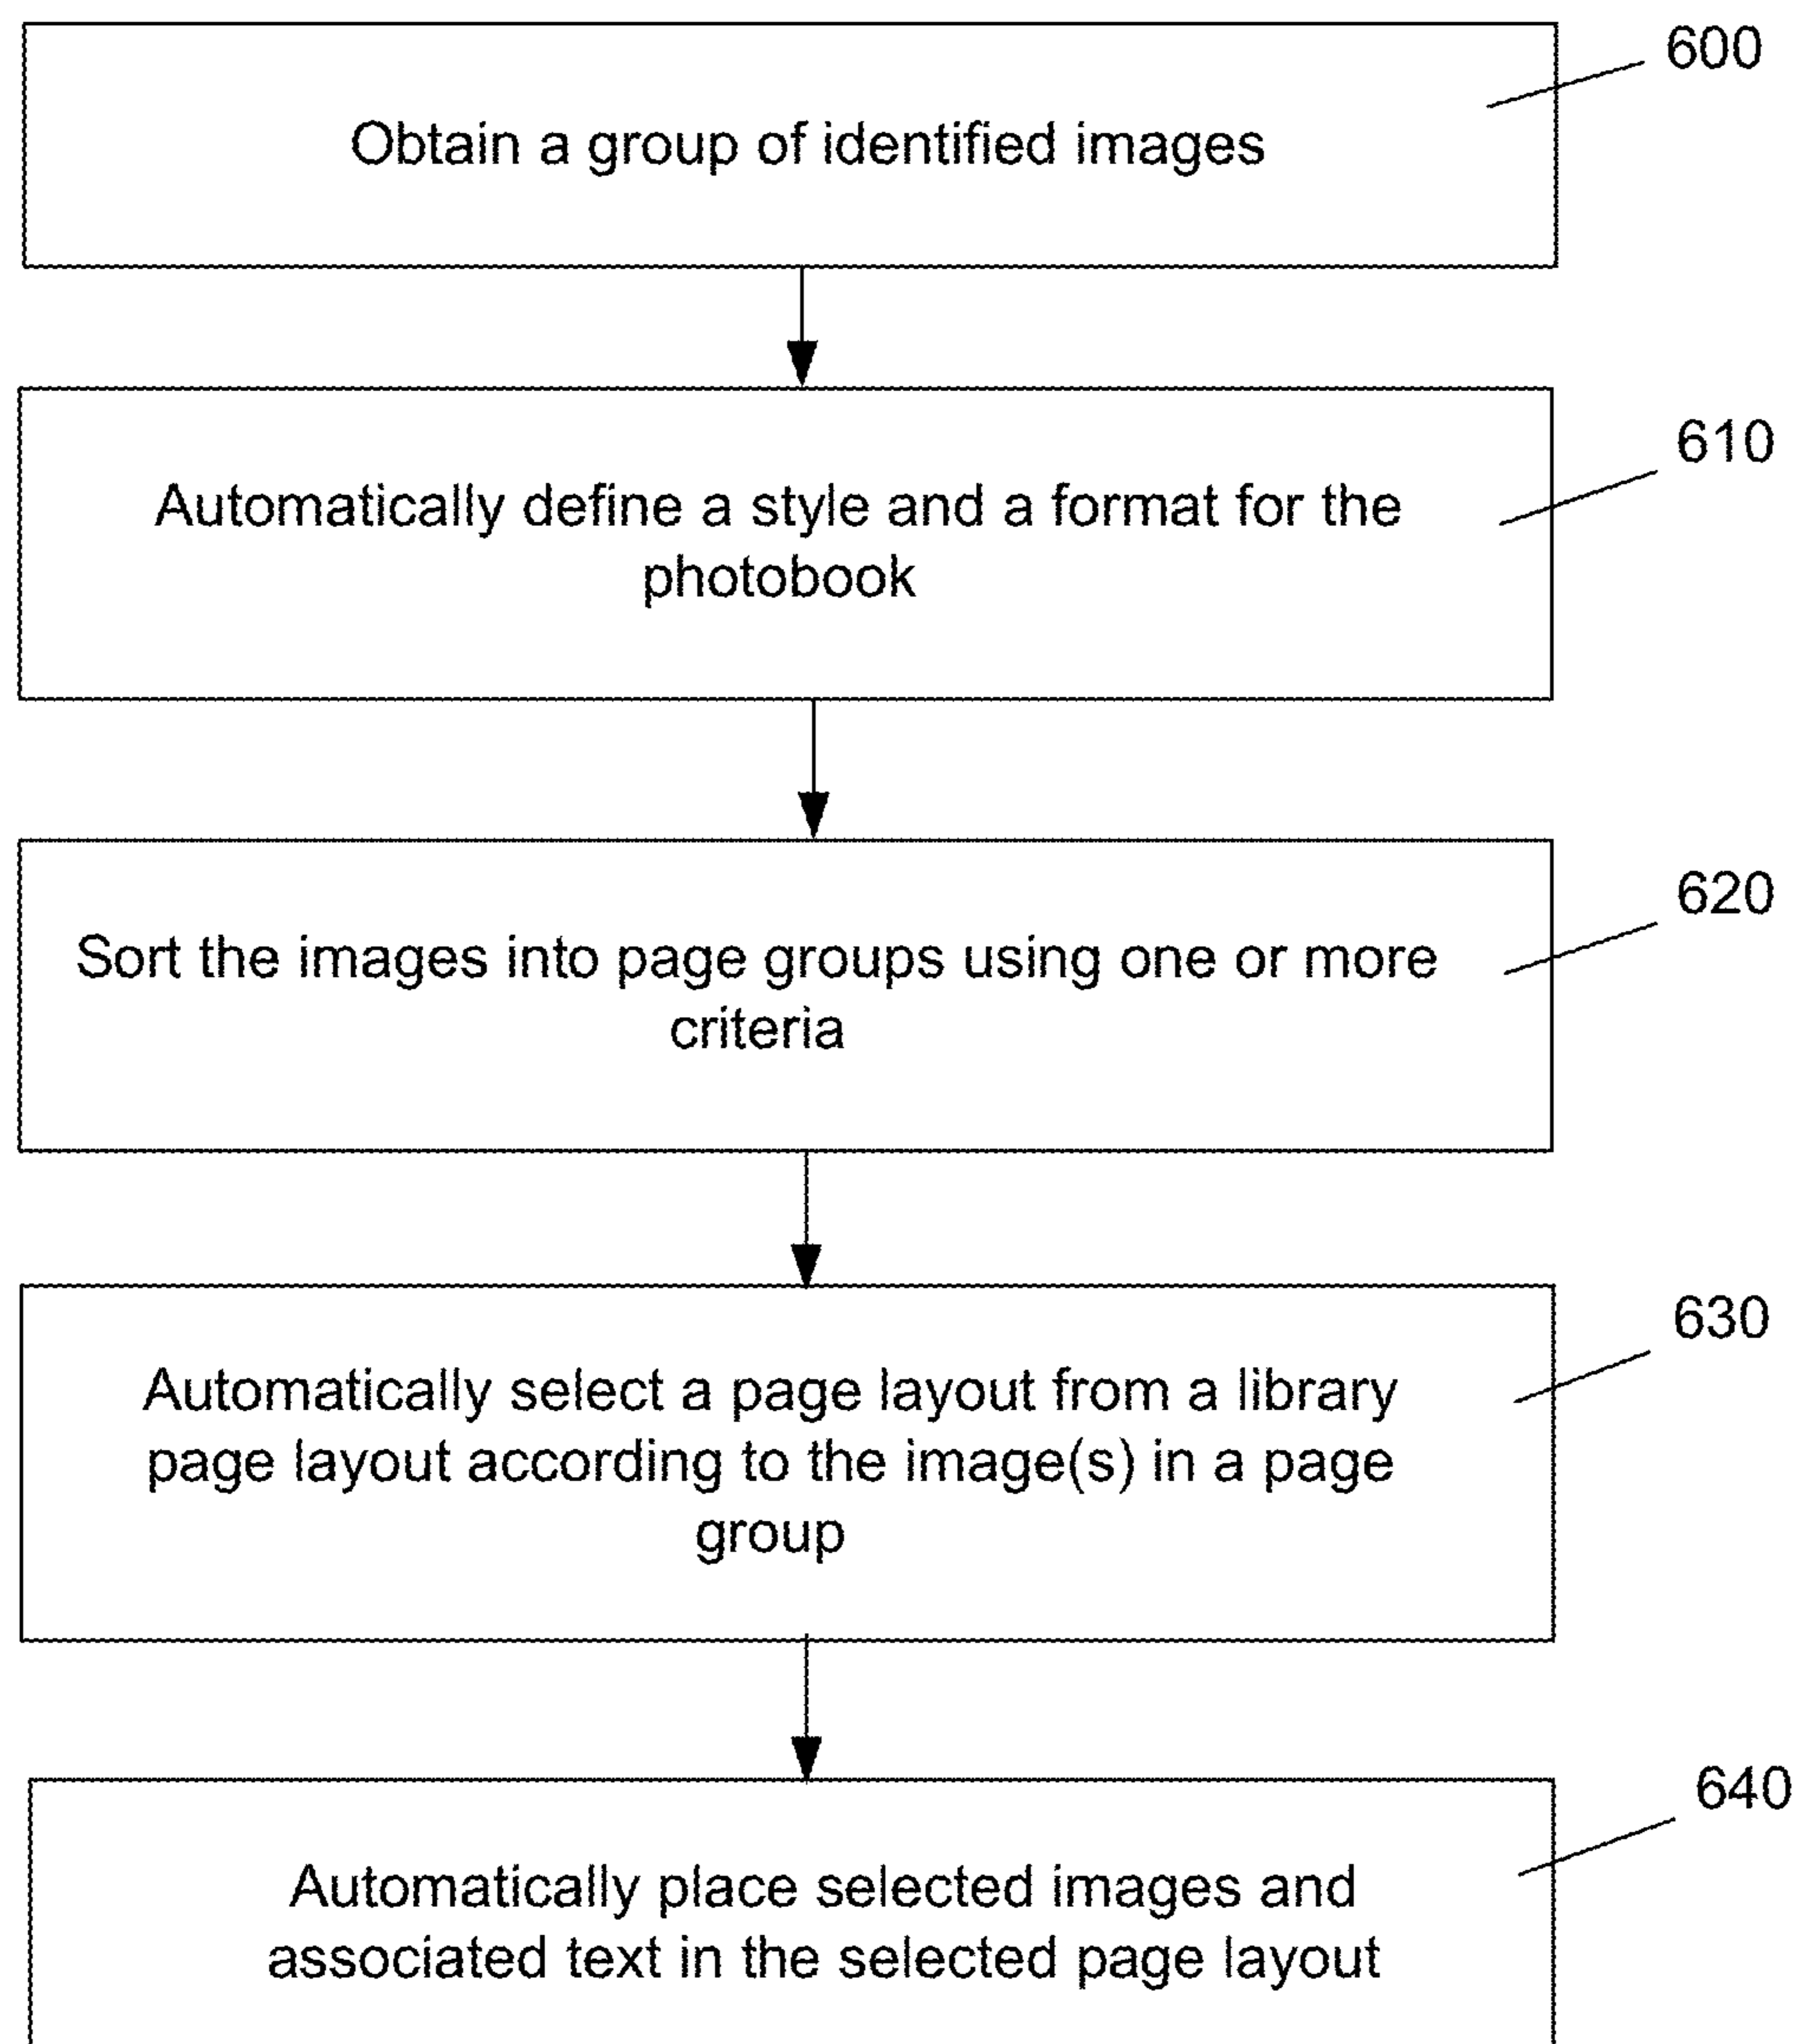 600
Obtain a group of identified images
610
Automatically define a style and a format for the
photobook
620
Sort the images into page groups using one or more
criteria
630
Automatically select a page layout from a library
page layout according to the image(s) in a page
group
640
Automatically place selected images and
associated text in the selected page layout